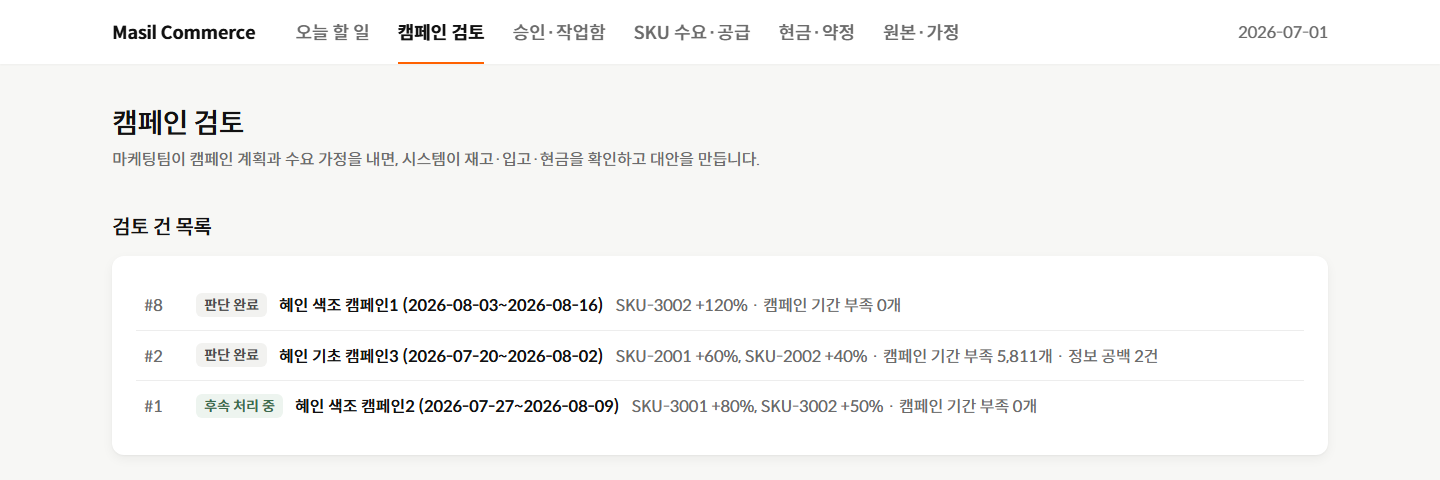 Masil Commerce 오늘 할 일 캠페인 검토 승인·작업함 SKU 수요·공급 현금·약정 원본·가정 2026-07-01
캠페인 검토
마케팅팀이 캠페인 계획과 수요 가정을 내면, 시스템이 재고·입고·현금을 확인하고 대안을 만듭니다.
검토 건 목록
#8 판단 완료 혜인 색조 캠페인1 (2026-08-03~2026-08-16) SKU-3002 +120% · 캠페인 기간 부족 0개
#2 판단 완료 혜인 기초 캠페인3 (2026-07-20~2026-08-02) SKU-2001 +60%, SKU-2002 +40% · 캠페인 기간 부족 5,811개 · 정보 공백 2건
#1 후속 처리 중 혜인 색조 캠페인2 (2026-07-27~2026-08-09) SKU-3001 +80%, SKU-3002 +50% · 캠페인 기간 부족 0개